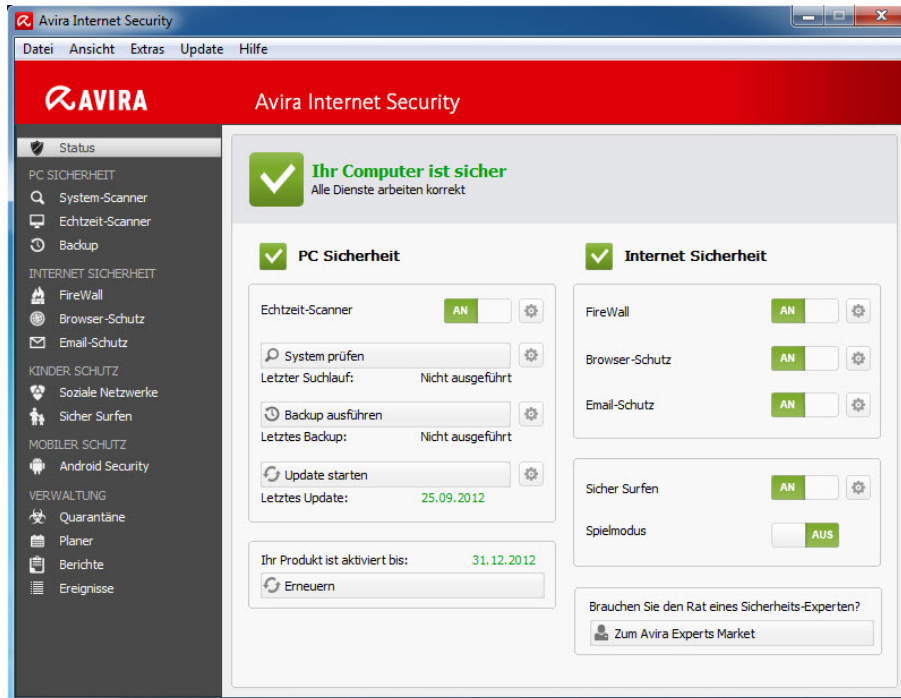 Avira Internet Security
Datei Ansicht Extras Update Hilfe
AVIRA
Avira Internet Security
Status
PC SICHERHEIT
System-Scanner
Echtzeit-Scanner
Backup
INTERNET SICHERHEIT
FireWall
Browser-Schutz
Email-Schutz
KINDER SCHUTZ
Soziale Netzwerke
Sicher Surfen
MOBILER SCHUTZ
Android Security
VERWALTUNG
Quarantäne
Planer
Berichte
Ereignisse
Ihr Computer ist sicher
Alle Dienste arbeiten korrekt
PC Sicherheit
Echtzeit-Scanner AN
System prüfen
Letzter Suchlauf: Nicht ausgeführt
Backup ausführen
Letztes Backup: Nicht ausgeführt
Update starten
Letztes Update: 25.09.2012
Ihr Produkt ist aktiviert bis: 31.12.2012
Erneuern
Internet Sicherheit
FireWall AN
Browser-Schutz AN
Email-Schutz AN
Sicher Surfen AN
Spielmodus AUS
Brauchen Sie den Rat eines Sicherheits-Experten?
Zum Avira Experts Market